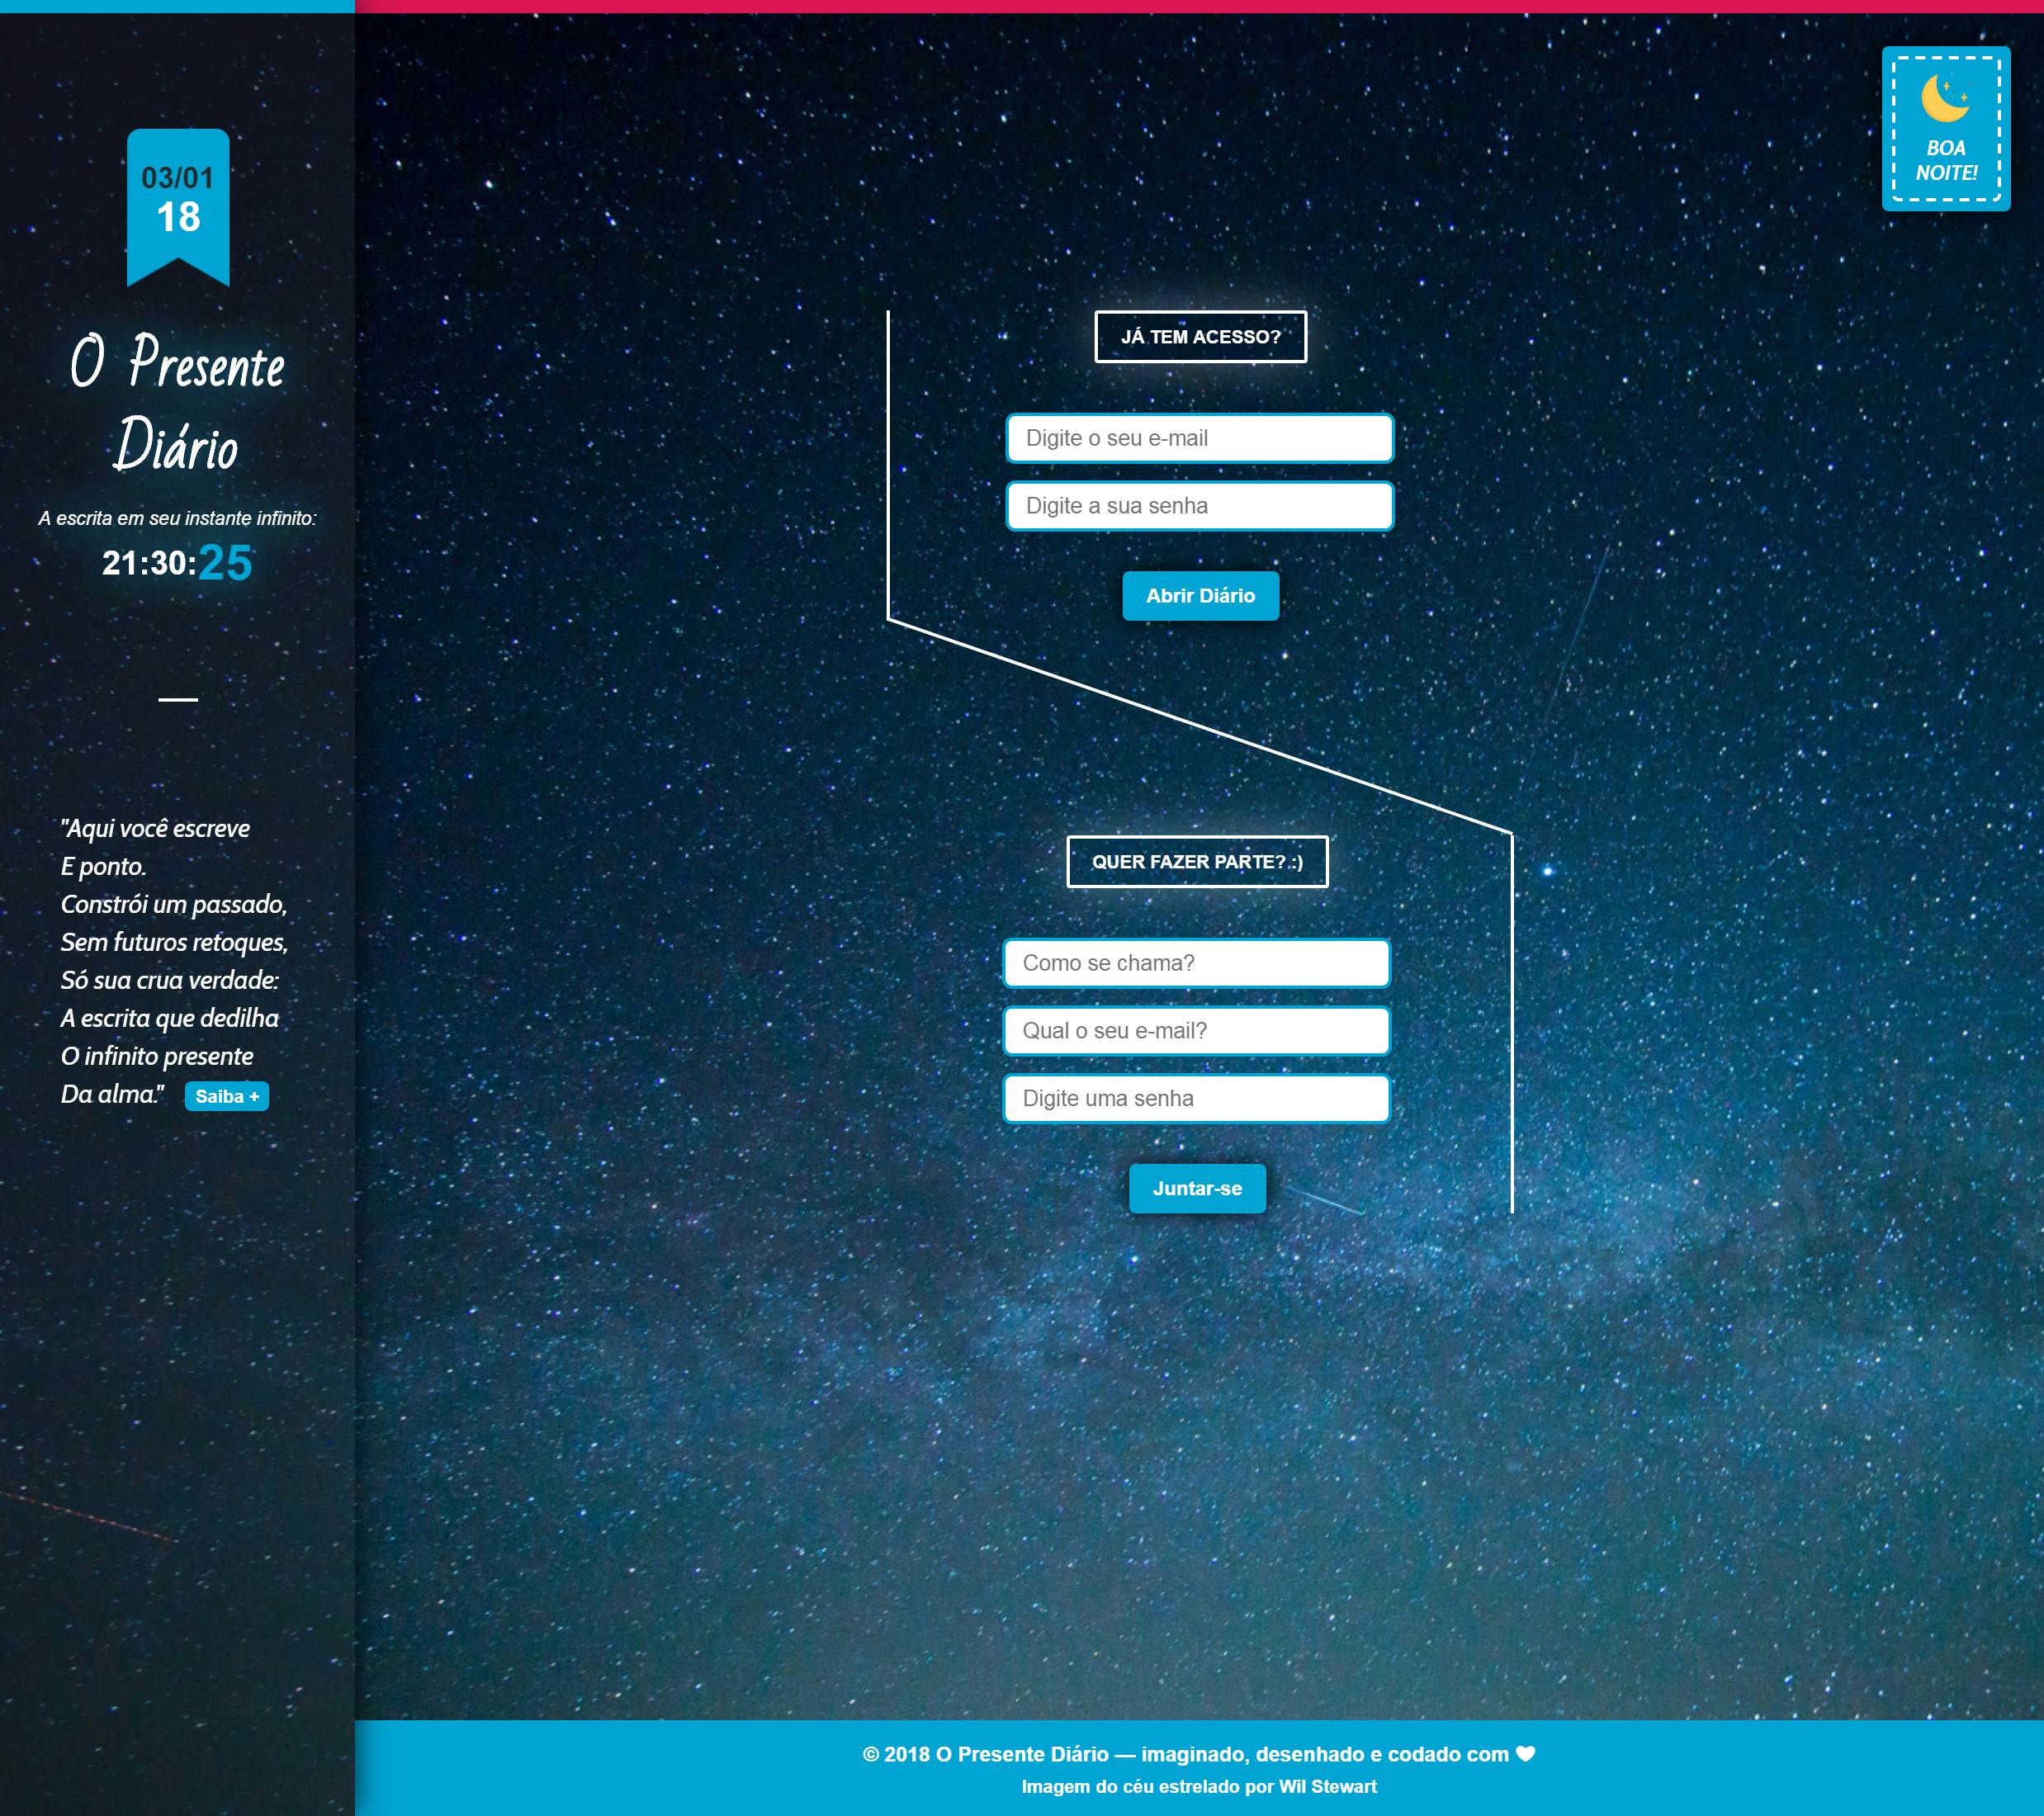 03/01
18
O Presente
Diário
A escrita em seu instante infinito:
21:30:25
"Aqui você escreve
E ponto.
Constrói um passado,
Sem futuros retoques,
Só sua crua verdade:
A escrita que dedilha
O infinito presente
Da alma." Saiba +
BOA
NOITE!
JÁ TEM ACESSO?
Digite o seu e-mail
Digite a sua senha
Abrir Diário
QUER FAZER PARTE? :)
Como se chama?
Qual o seu e-mail?
Digite uma senha
Juntar-se
© 2018 O Presente Diário — imaginado, desenhado e codado com ♥
Imagem do céu estrelado por Wil Stewart